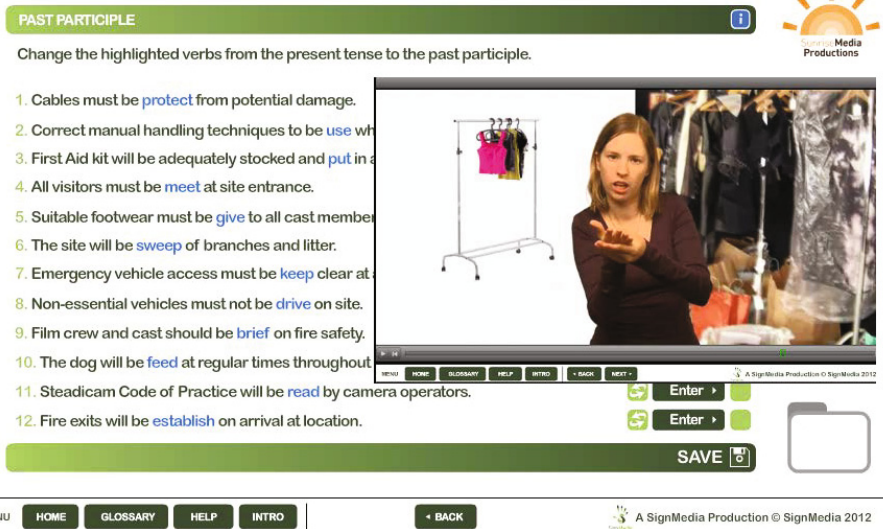 PAST PARTICIPLE
i
SunriseMedia
Productions
Change the highlighted verbs from the present tense to the past participle.
1. Cables must be protect from potential damage.
2. Correct manual handling techniques to be use wh
3. First Aid kit will be adequately stocked and put in a
4. All visitors must be meet at site entrance.
5. Suitable footwear must be give to all cast member
6. The site will be sweep of branches and litter.
7. Emergency vehicle access must be keep clear at
8. Non-essential vehicles must not be drive on site.
9. Film crew and cast should be brief on fire safety.
10. The dog will be feed at regular times throughout
MENU HOME GLOSSARY HELP INTRO BACK NEXT A SignMedia Production © SignMedia 2012
11. Steadicam Code of Practice will be read by camera operators. Enter
12. Fire exits will be establish on arrival at location. Enter
SAVE
NU HOME GLOSSARY HELP INTRO BACK A SignMedia Production © SignMedia 2012